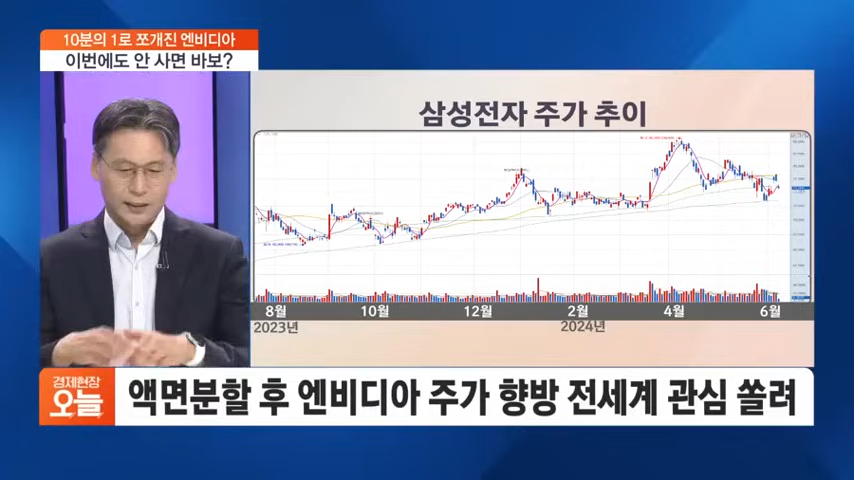 10분의 1로 쪼개진 엔비디아
이번에도 안 사면 바보?
삼성전자 주가 추이
8월 10월 12월 2월 4월 6월
2023년 2024년
경제현장
오늘
액면분할 후 엔비디아 주가 향방 전세계 관심 쏠려